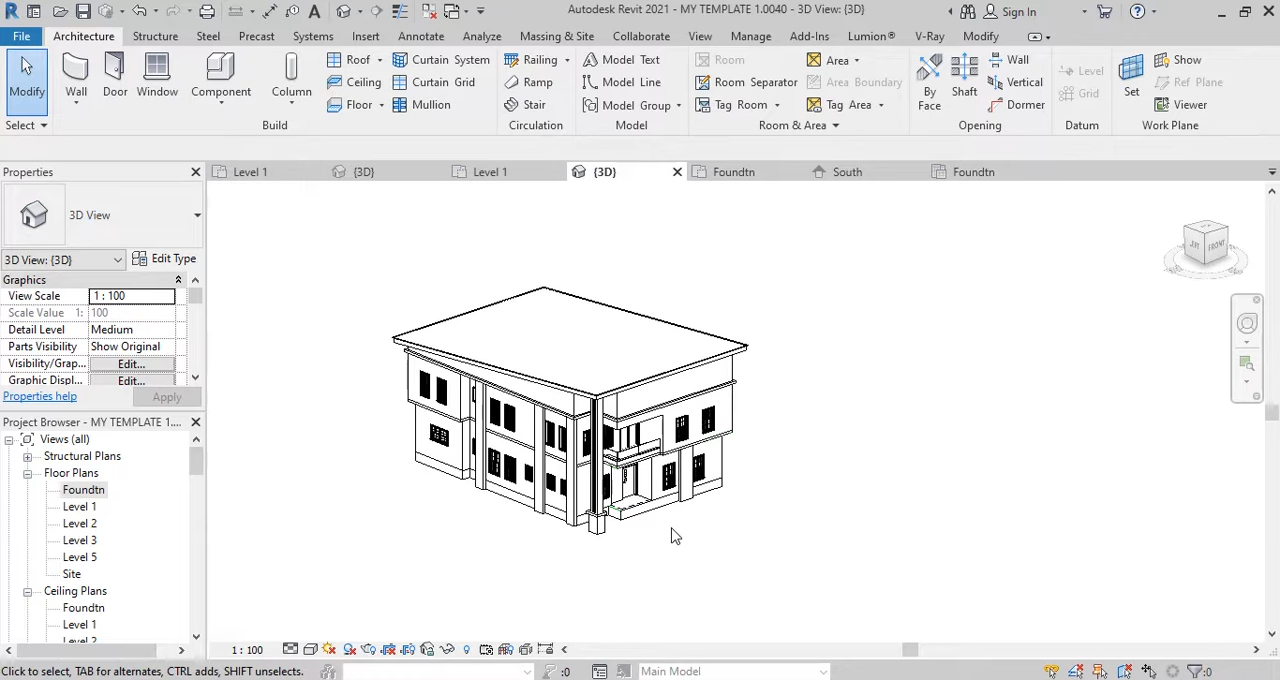 Autodesk Revit 2021 - MY TEMPLATE 1.0040 - 3D View: {3D}
Sign In
File Architecture Structure Steel Precast Systems Insert Annotate Analyze Massing & Site Collaborate View Manage Add-Ins Lumion® V-Ray Modify
Roof Curtain System Railing Model Text Room Area Wall Level Show
Ceiling Curtain Grid Ramp Model Line Room Separator Area Boundary Vertical Grid Ref Plane
Modify Wall Door Window Component Column By Face Shaft Set
Floor Mullion Stair Model Group Tag Room Tag Area Dormer Viewer
Select Build Circulation Model Room & Area Opening Datum Work Plane
Properties
Level 1 {3D} Level 1 {3D} Foundtn South Foundtn
3D View
3D View: {3D} Edit Type
Graphics
View Scale 1 : 100
Scale Value 1: 100
Detail Level Medium
Parts Visibility Show Original
Visibility/Grap... Edit...
Graphic Displ... Edit...
Properties help Apply
Project Browser - MY TEMPLATE 1....
Views (all)
Structural Plans
Floor Plans
Foundtn
Level 1
Level 2
Level 3
Level 5
Site
Ceiling Plans
Foundtn
Level 1
Level 2
FRONT
1 : 100
Click to select, TAB for alternates, CTRL adds, SHIFT unselects.
:0
Main Model
:0